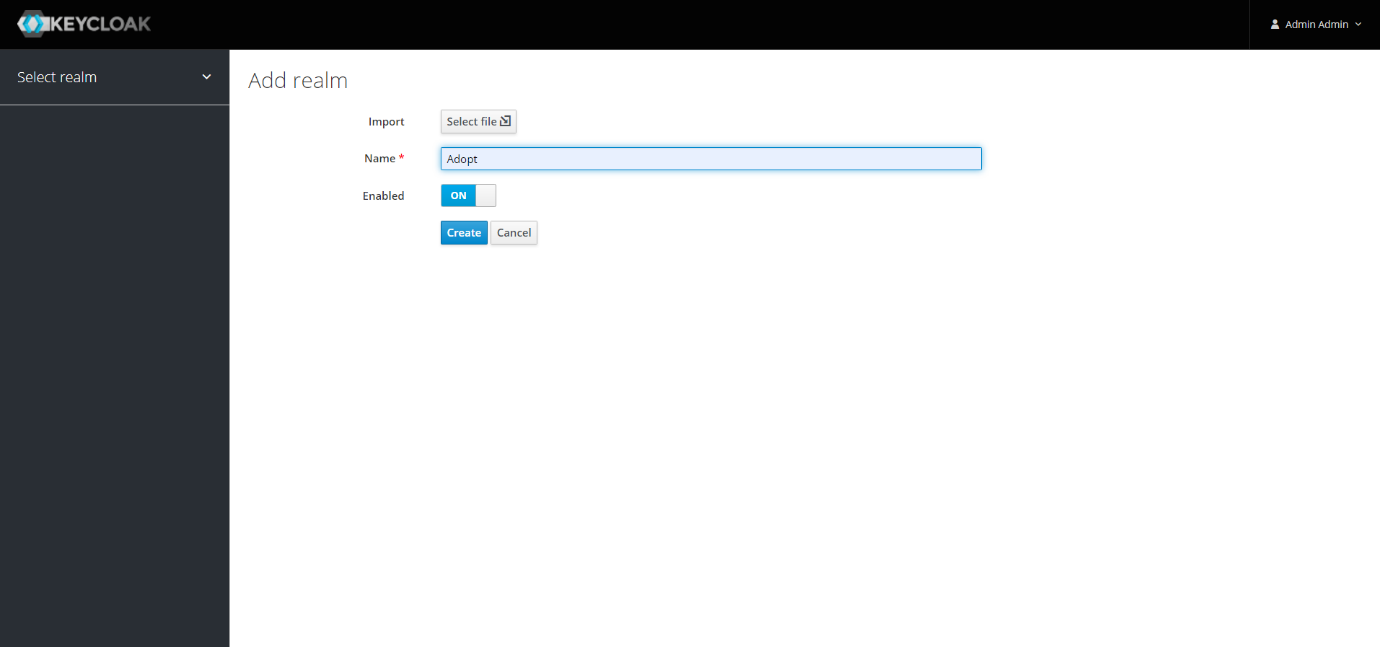 KEYCLOAK
Admin Admin
Select realm
Add realm
Import
Select file
Name *
Adopt
Enabled
ON
Create
Cancel